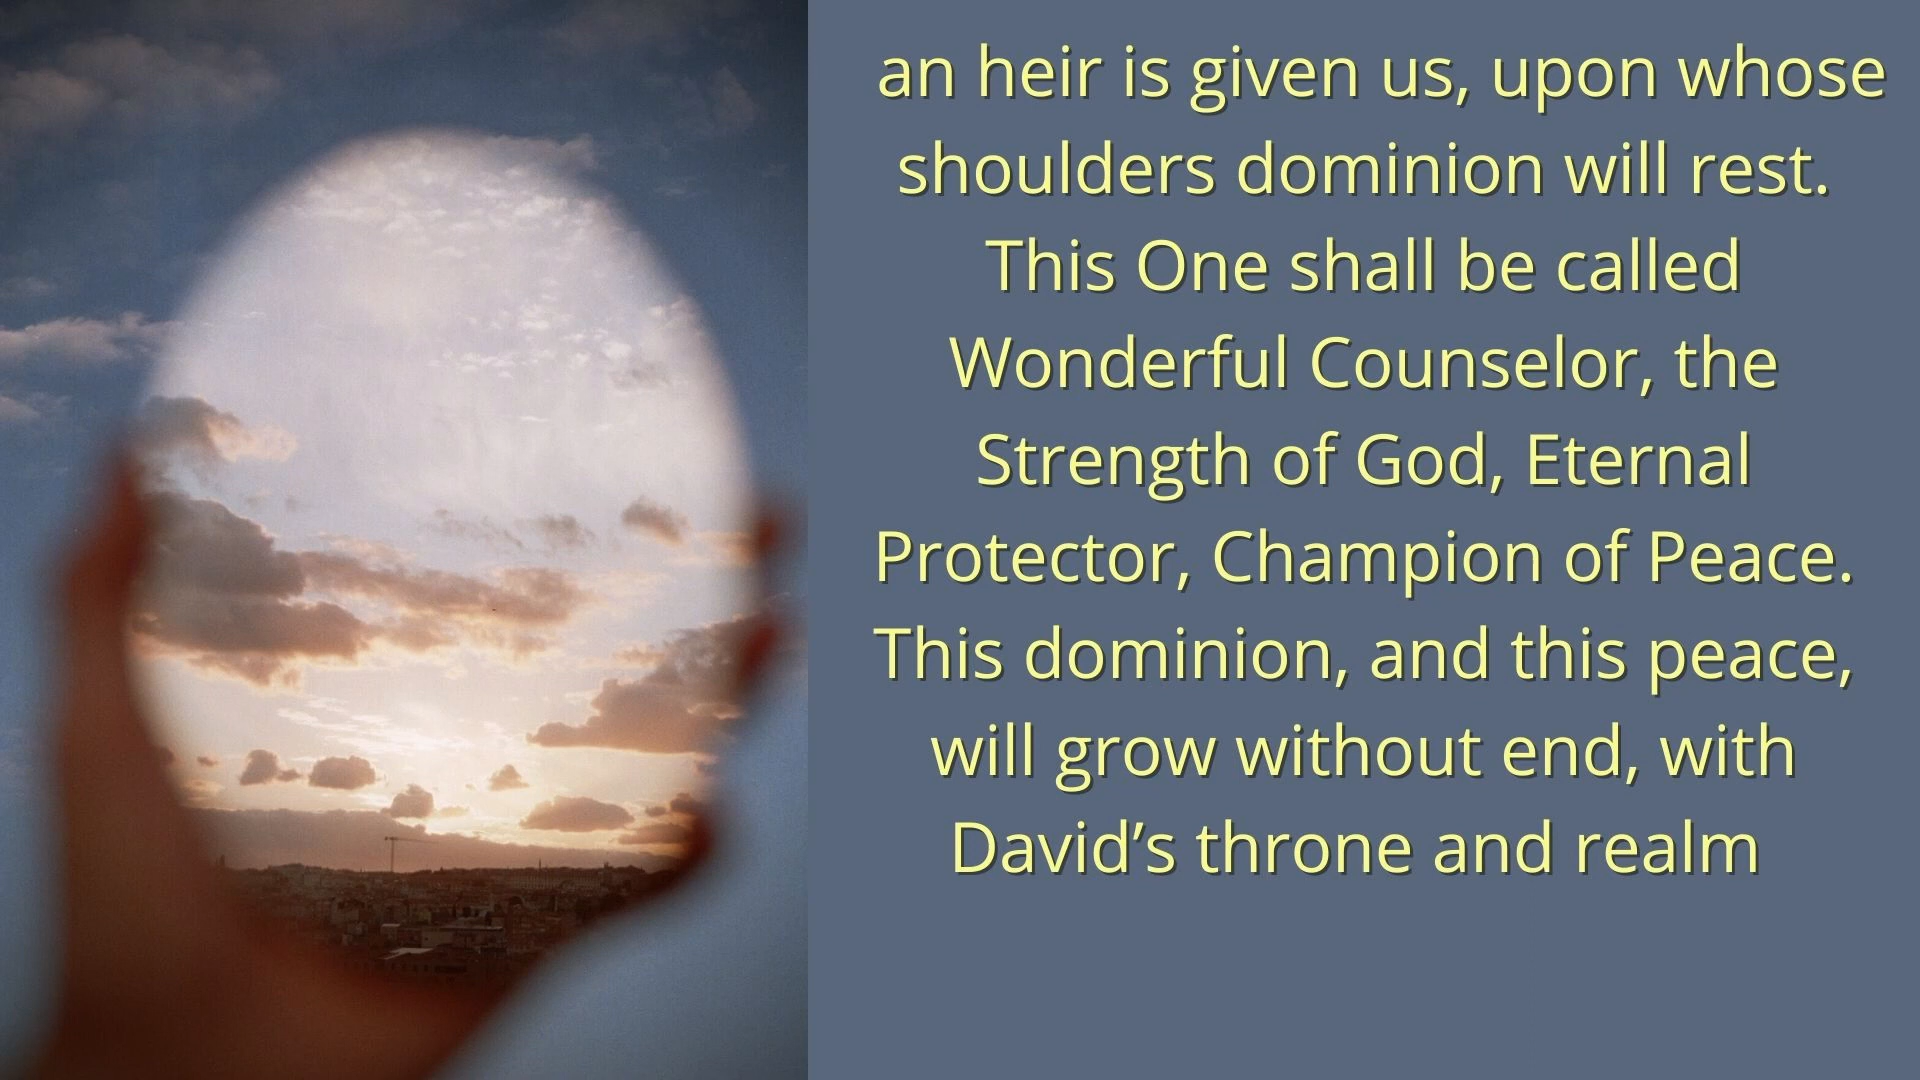 an heir is given us, upon whose
shoulders dominion will rest.
This One shall be called
Wonderful Counselor, the
Strength of God, Eternal
Protector, Champion of Peace.
This dominion, and this peace,
will grow without end, with
David’s throne and realm